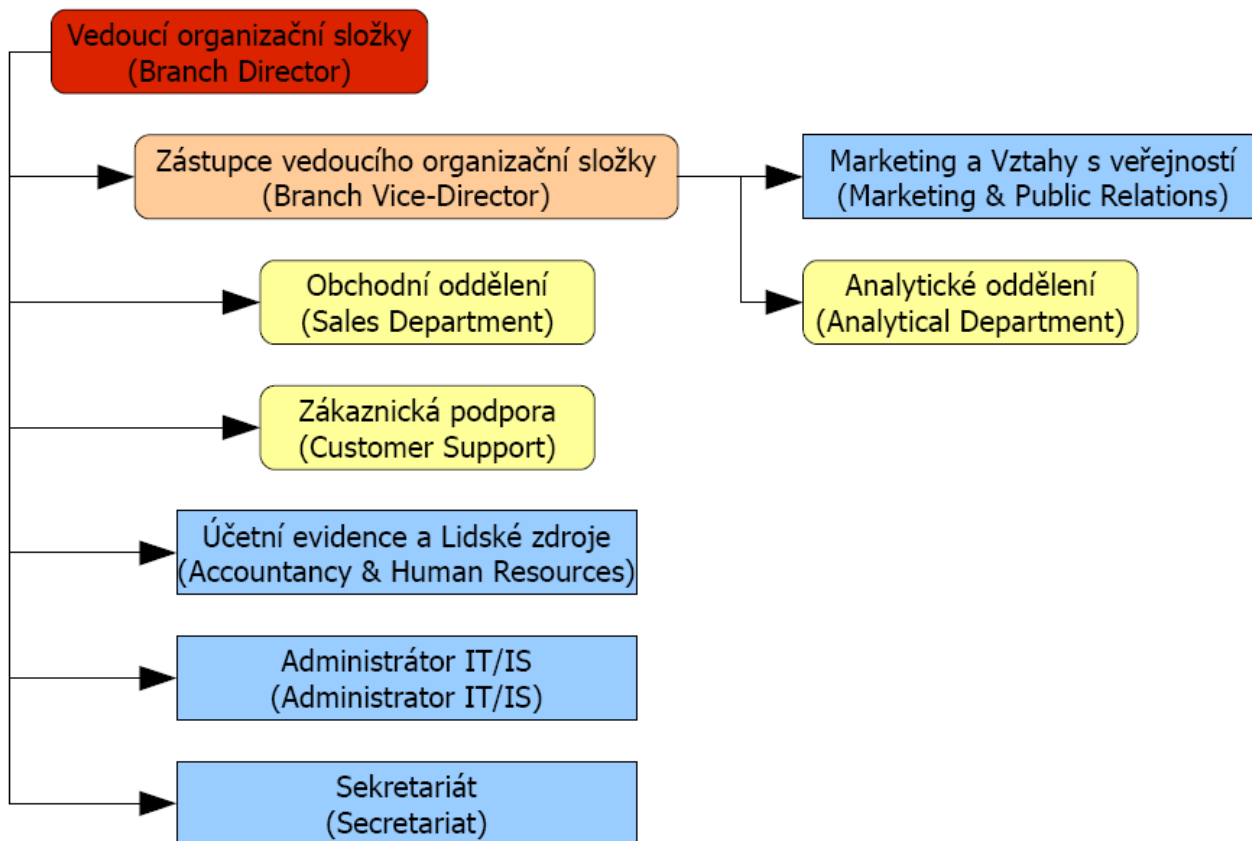 Vedoucí organizační složky
(Branch Director)
Zástupce vedoucího organizační složky
(Branch Vice-Director)
Marketing a Vztahy s veřejností
(Marketing & Public Relations)
Obchodní oddělení
(Sales Department)
Analytické oddělení
(Analytical Department)
Zákaznická podpora
(Customer Support)
Účetní evidence a Lidské zdroje
(Accountancy & Human Resources)
Administrátor IT/IS
(Administrator IT/IS)
Sekretariát
(Secretariat)